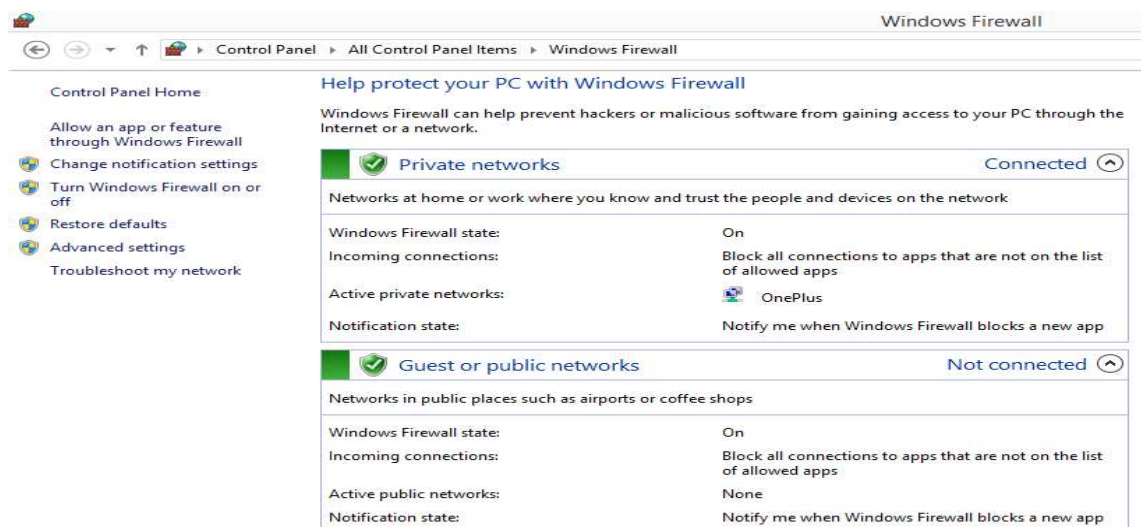 Windows Firewall
Control Panel ▸ All Control Panel Items ▸ Windows Firewall
Control Panel Home
Allow an app or feature
through Windows Firewall
Change notification settings
Turn Windows Firewall on or
off
Restore defaults
Advanced settings
Troubleshoot my network
Help protect your PC with Windows Firewall
Windows Firewall can help prevent hackers or malicious software from gaining access to your PC through the
Internet or a network.
Private networks Connected
Networks at home or work where you know and trust the people and devices on the network
Windows Firewall state: On
Incoming connections: Block all connections to apps that are not on the list
of allowed apps
Active private networks: OnePlus
Notification state: Notify me when Windows Firewall blocks a new app
Guest or public networks Not connected
Networks in public places such as airports or coffee shops
Windows Firewall state: On
Incoming connections: Block all connections to apps that are not on the list
of allowed apps
Active public networks: None
Notification state: Notify me when Windows Firewall blocks a new app